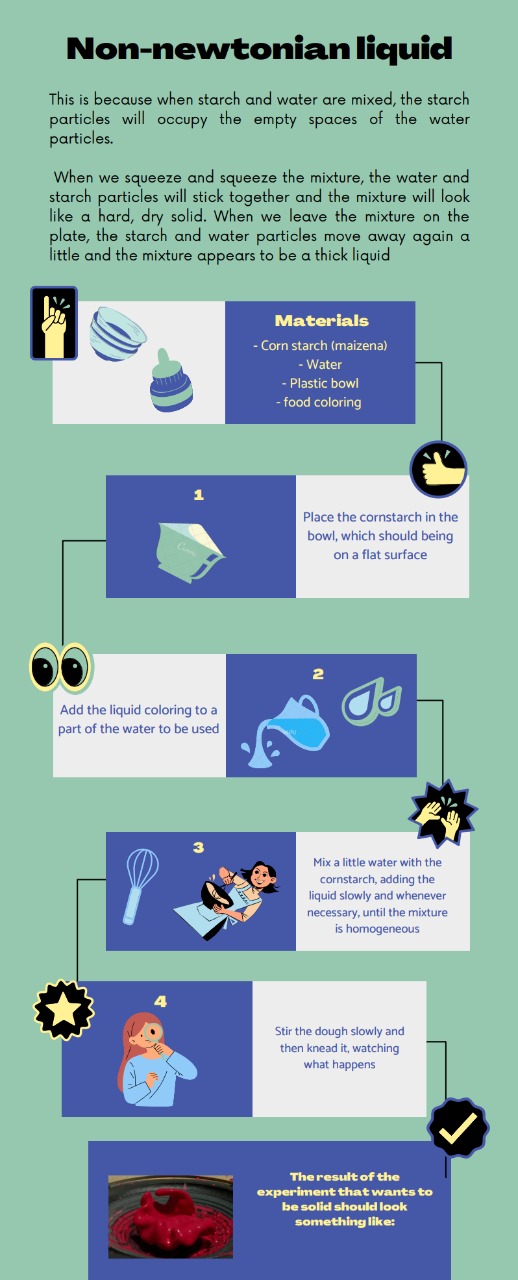 Non-newtonian liquid
This is because when starch and water are mixed, the starch
particles will occupy the empty spaces of the water
particles.
When we squeeze and squeeze the mixture, the water and
starch particles will stick together and the mixture will look
like a hard, dry solid. When we leave the mixture on the
plate, the starch and water particles move away again a
little and the mixture appears to be a thick liquid
Materials
- Corn starch (maizena)
- Water
- Plastic bowl
- food coloring
1
Place the cornstarch in the
bowl, which should being
on a flat surface
2
Add the liquid coloring to a
part of the water to be used
3
Mix a little water with the
cornstarch, adding the
liquid slowly and whenever
necessary, until the mixture
is homogeneous
4
Stir the dough slowly and
then knead it, watching
what happens
The result of the
experiment that wants to
be solid should look
something like: